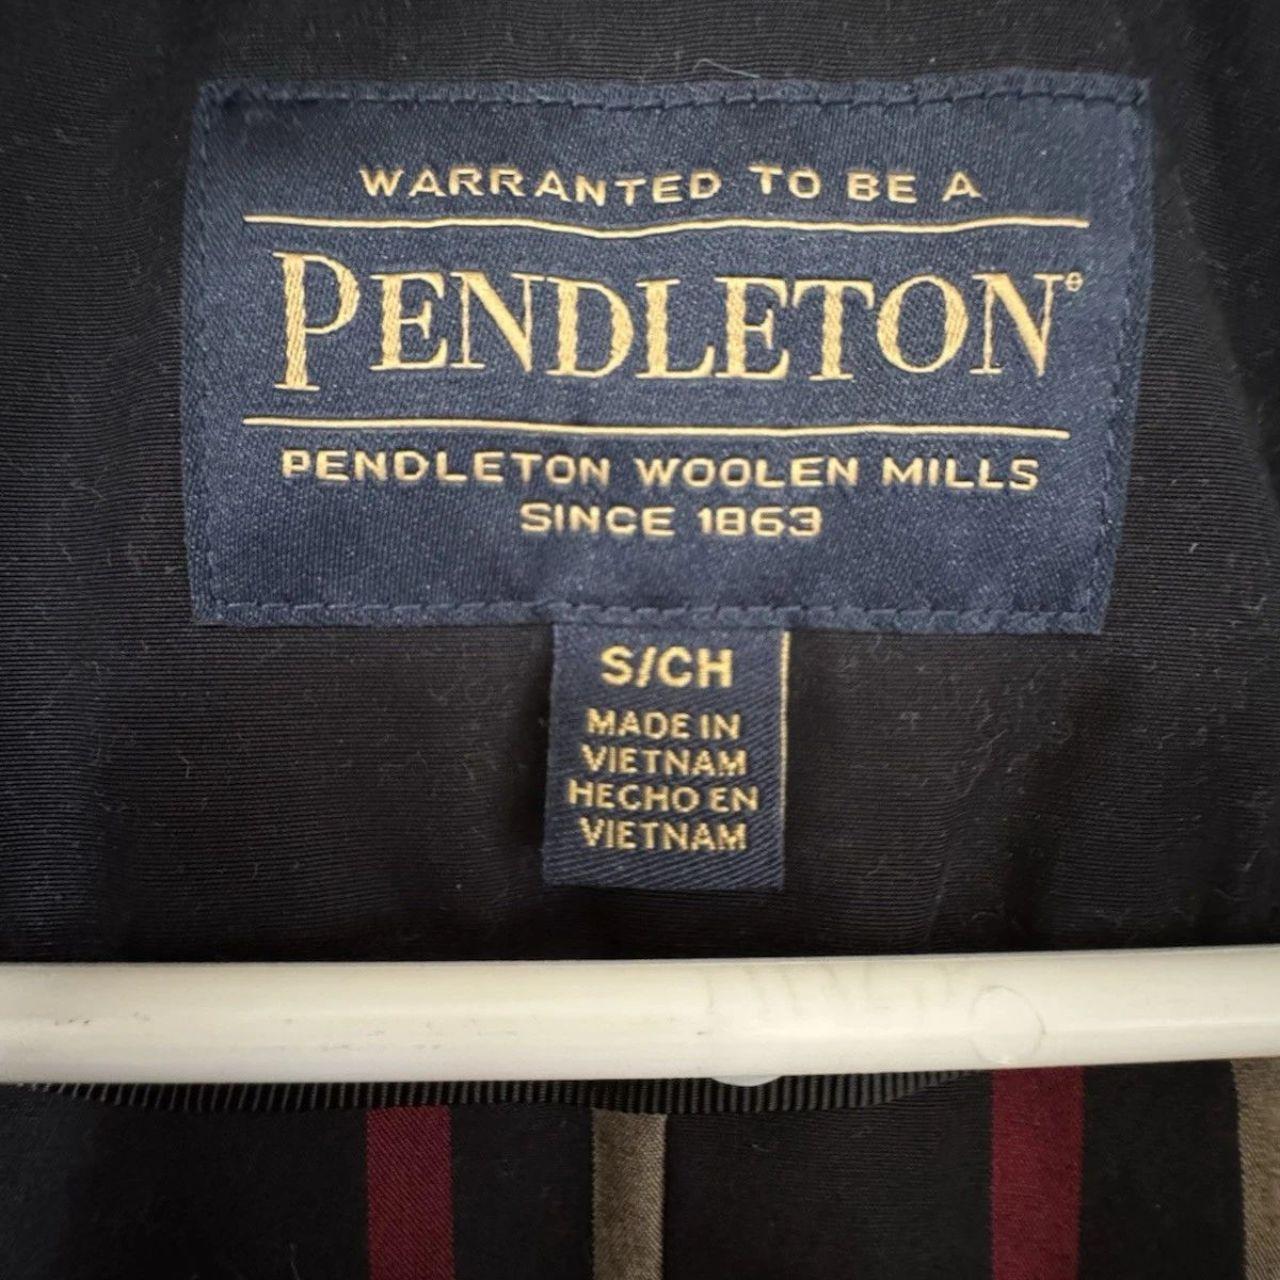 WARRANTED TO BE A
PENDLETON®
PENDLETON WOOLEN MILLS
SINCE 1863
S/CH
MADE IN
VIETNAM
HECHO EN
VIETNAM